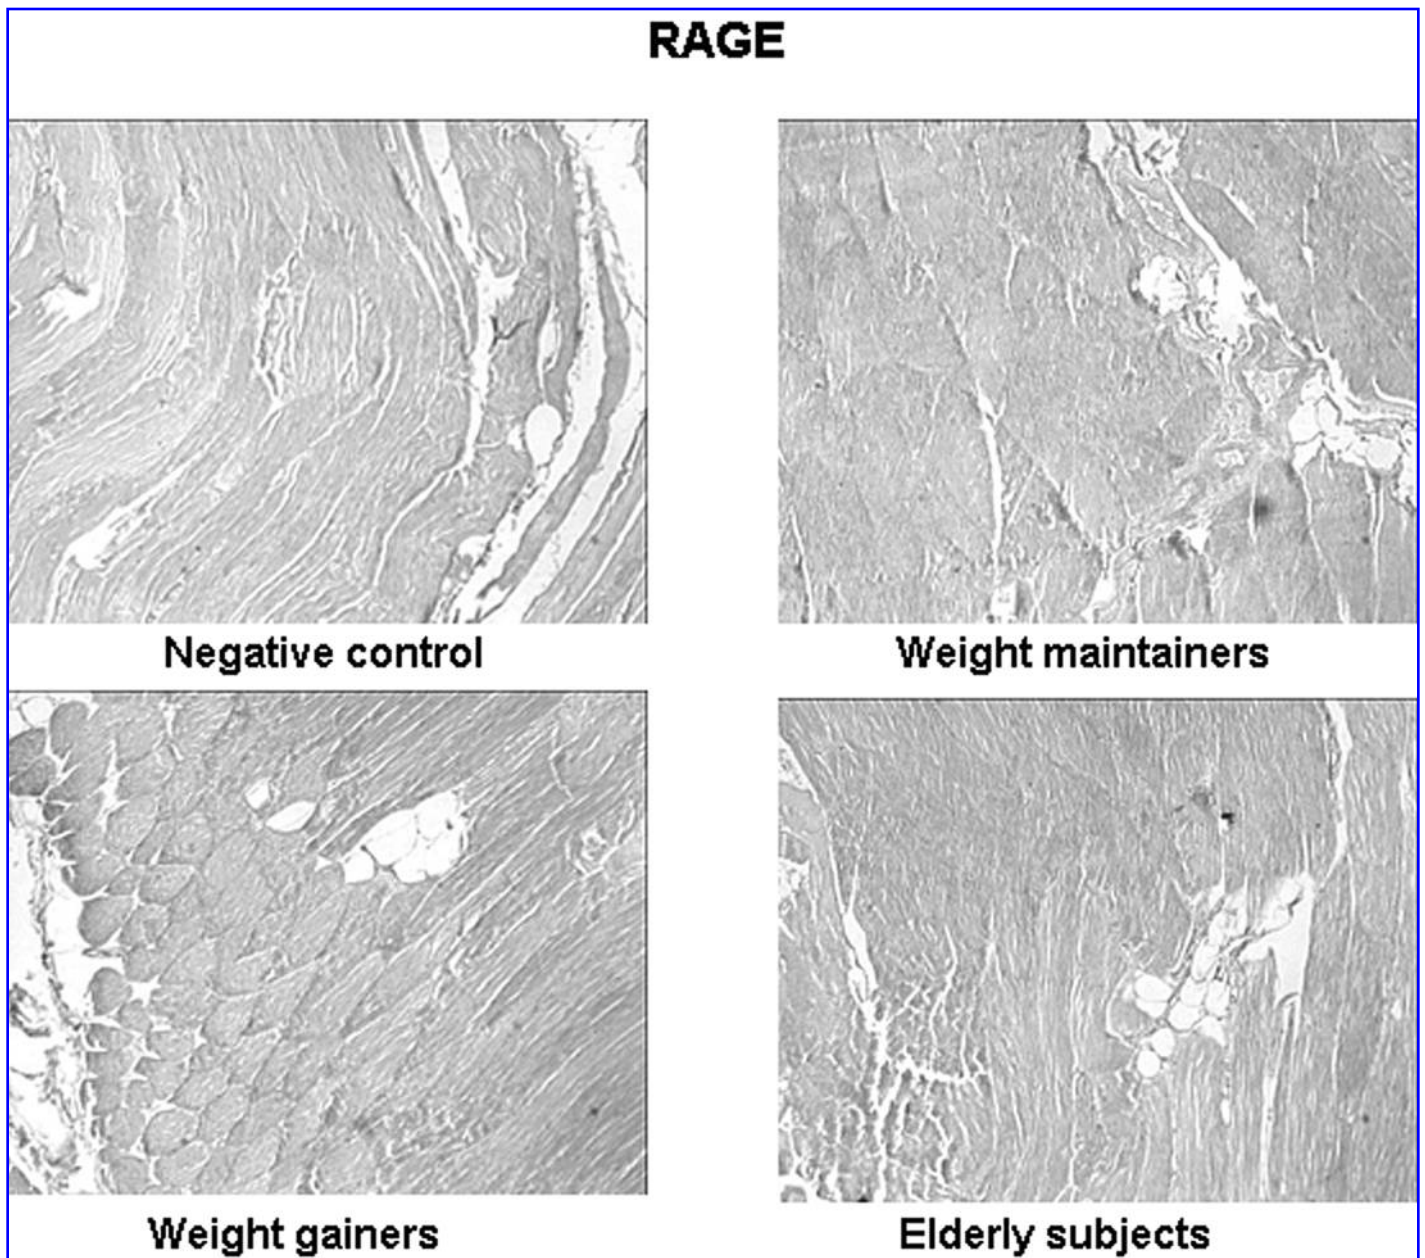 RAGE
Negative control
Weight maintainers
Weight gainers
Elderly subjects